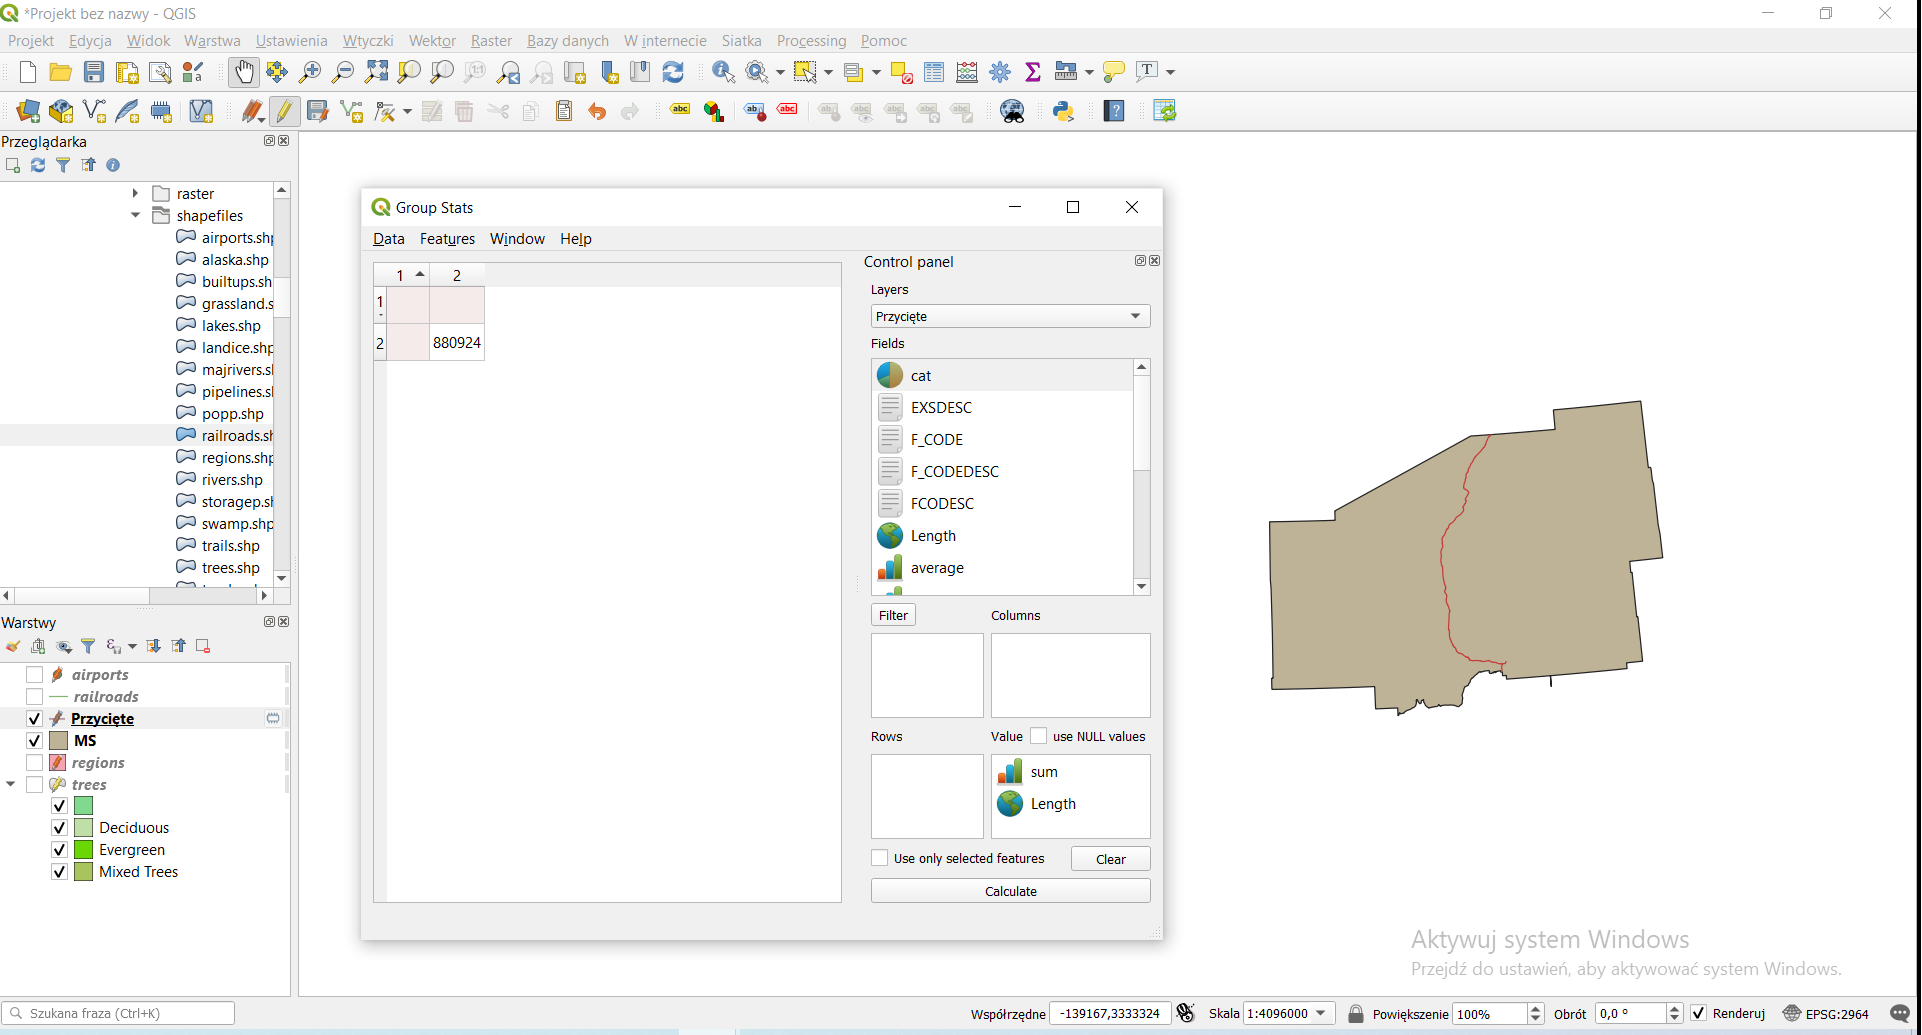 *Projekt bez nazwy - QGIS
Projekt Edycja Widok Warstwa Ustawienia Wtyczki Wektor Raster Bazy danych W internecie Siatka Processing Pomoc
Przeglądarka
raster
shapefiles
airports.shp
alaska.shp
builtups.sh
grassland.s
lakes.shp
landice.shp
majrivers.sl
pipelines.sl
popp.shp
railroads.sh
regions.shp
rivers.shp
storagep.sh
swamp.shp
trails.shp
trees.shp
Warstwy
airports
railroads
Przycięte
MS
regions
trees
Deciduous
Evergreen
Mixed Trees
Group Stats
Data Features Window Help
1 2
1
2 880924
Control panel
Layers
Przycięte
Fields
cat
EXSDESC
F_CODE
F_CODEDESC
FCODESC
Length
average
Filter Columns
Rows Value use NULL values
sum
Length
Use only selected features Clear
Calculate
Aktywuj system Windows
Przejdź do ustawień, aby aktywować system Windows.
Szukana fraza (Ctrl+K) Współrzędne -139167,3333324 Skala 1:4096000 Powiększenie 100% Obrót 0,0 ° Renderuj EPSG:2964